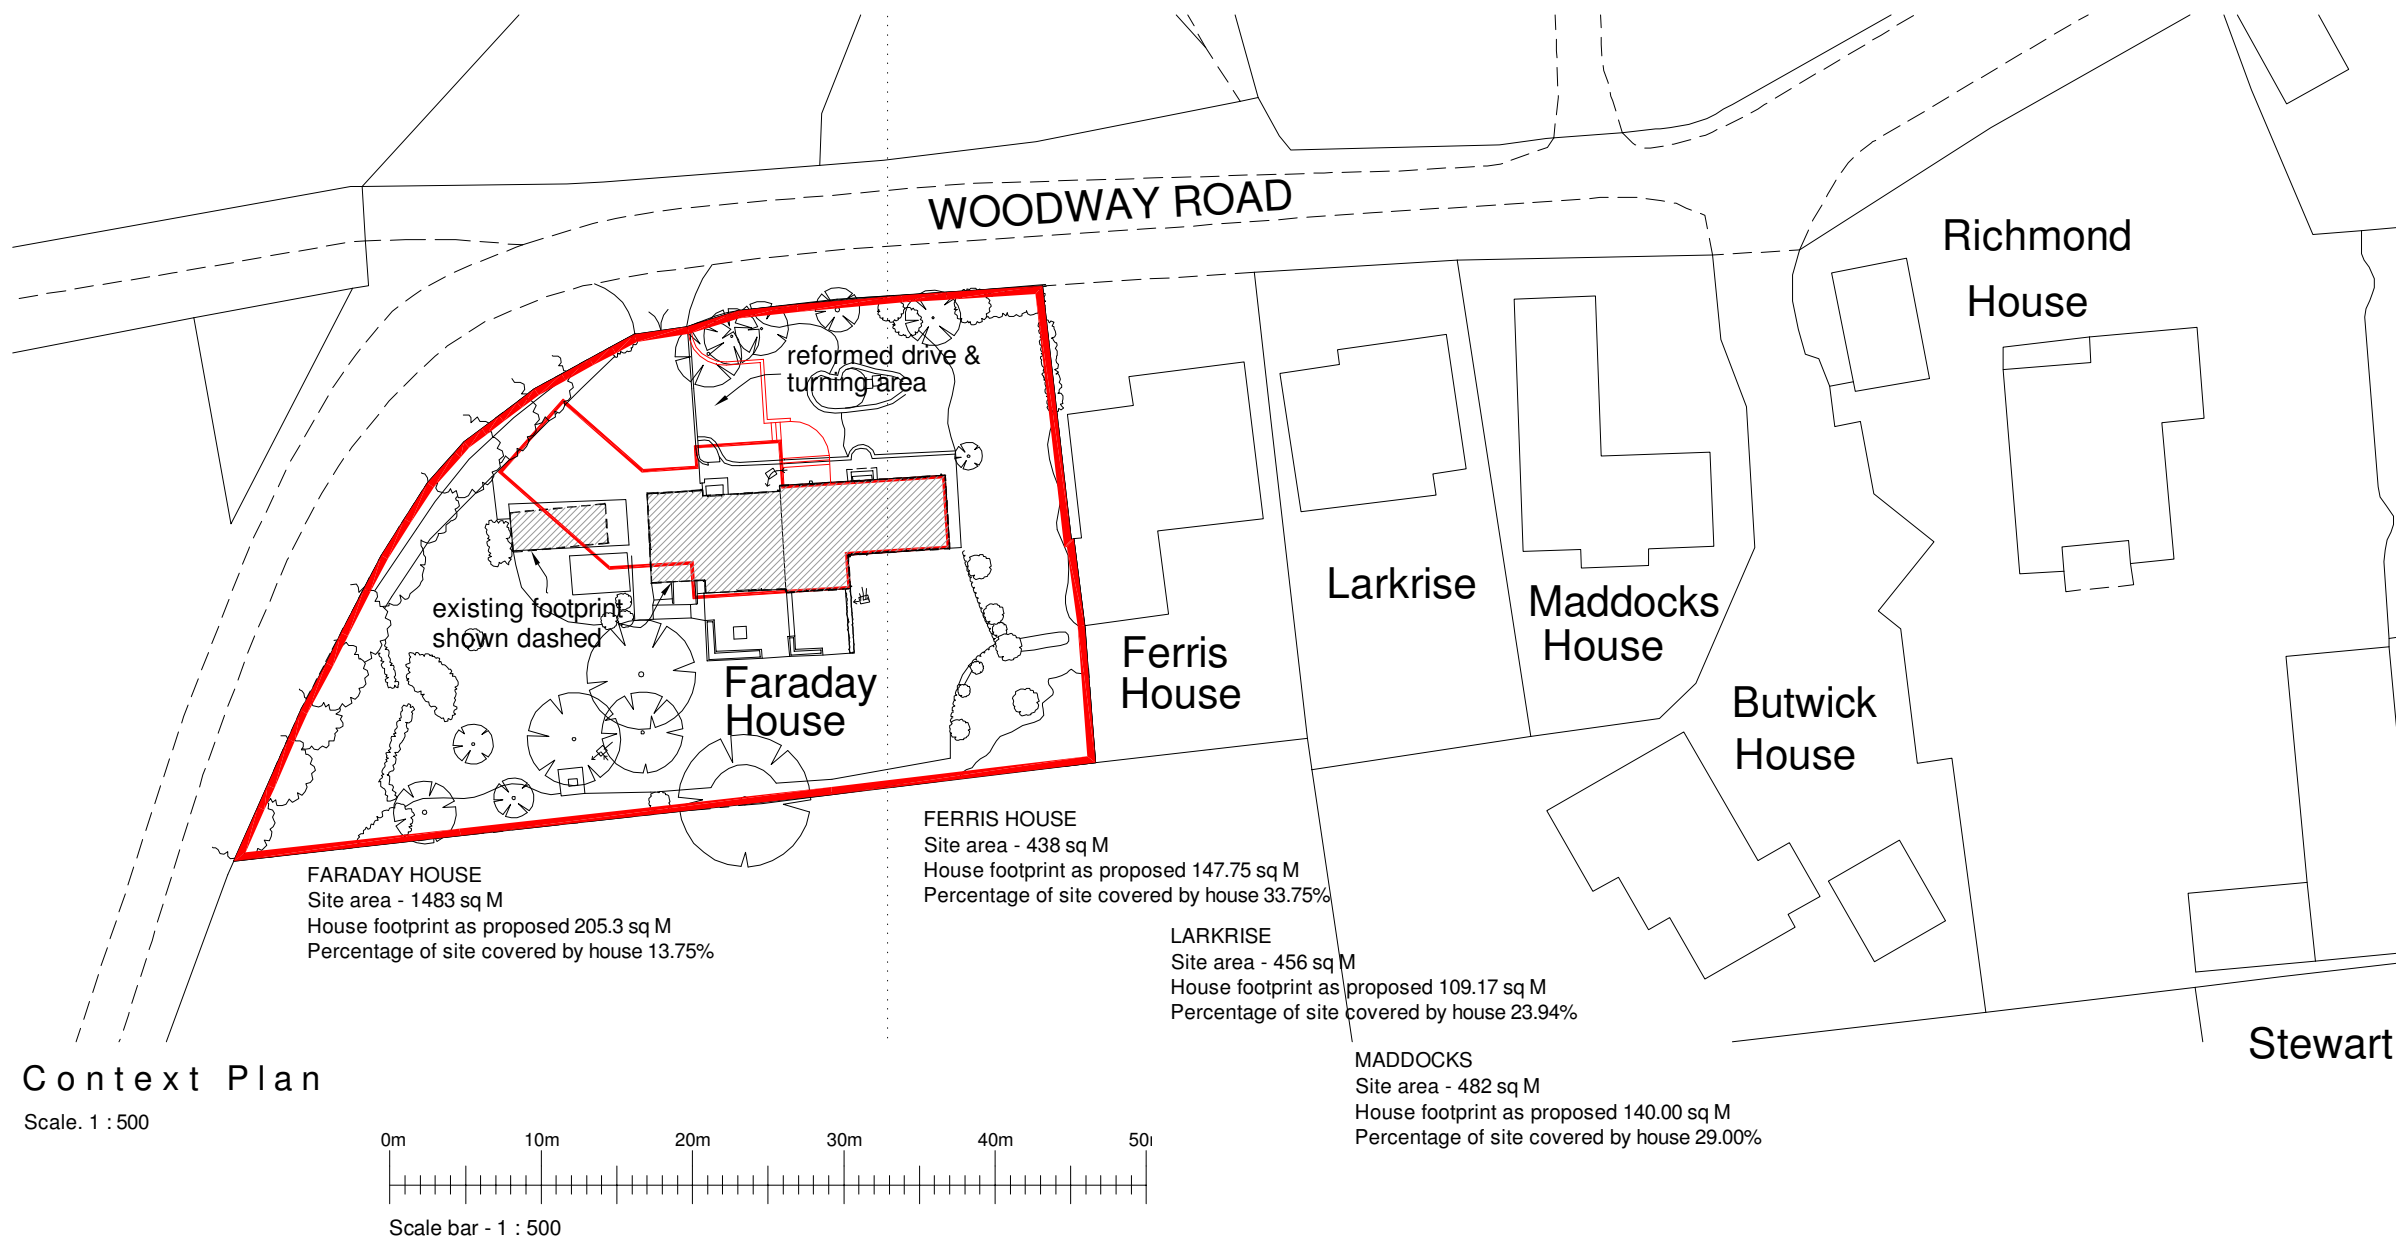 WOODWAY ROAD
Richmond
House
reformed drive &
turning area
existing footprint
shown dashed
Faraday
House
Ferris
House
Larkrise
Maddocks
House
Butwick
House
FERRIS HOUSE
Site area - 438 sq M
House footprint as proposed 147.75 sq M
Percentage of site covered by house 33.75%
FARADAY HOUSE
Site area - 1483 sq M
House footprint as proposed 205.3 sq M
Percentage of site covered by house 13.75%
LARKRISE
Site area - 456 sq M
House footprint as proposed 109.17 sq M
Percentage of site covered by house 23.94%
Stewart
MADDOCKS
Site area - 482 sq M
House footprint as proposed 140.00 sq M
Percentage of site covered by house 29.00%
Context Plan
Scale. 1 : 500
0m 10m 20m 30m 40m 50
Scale bar - 1 : 500